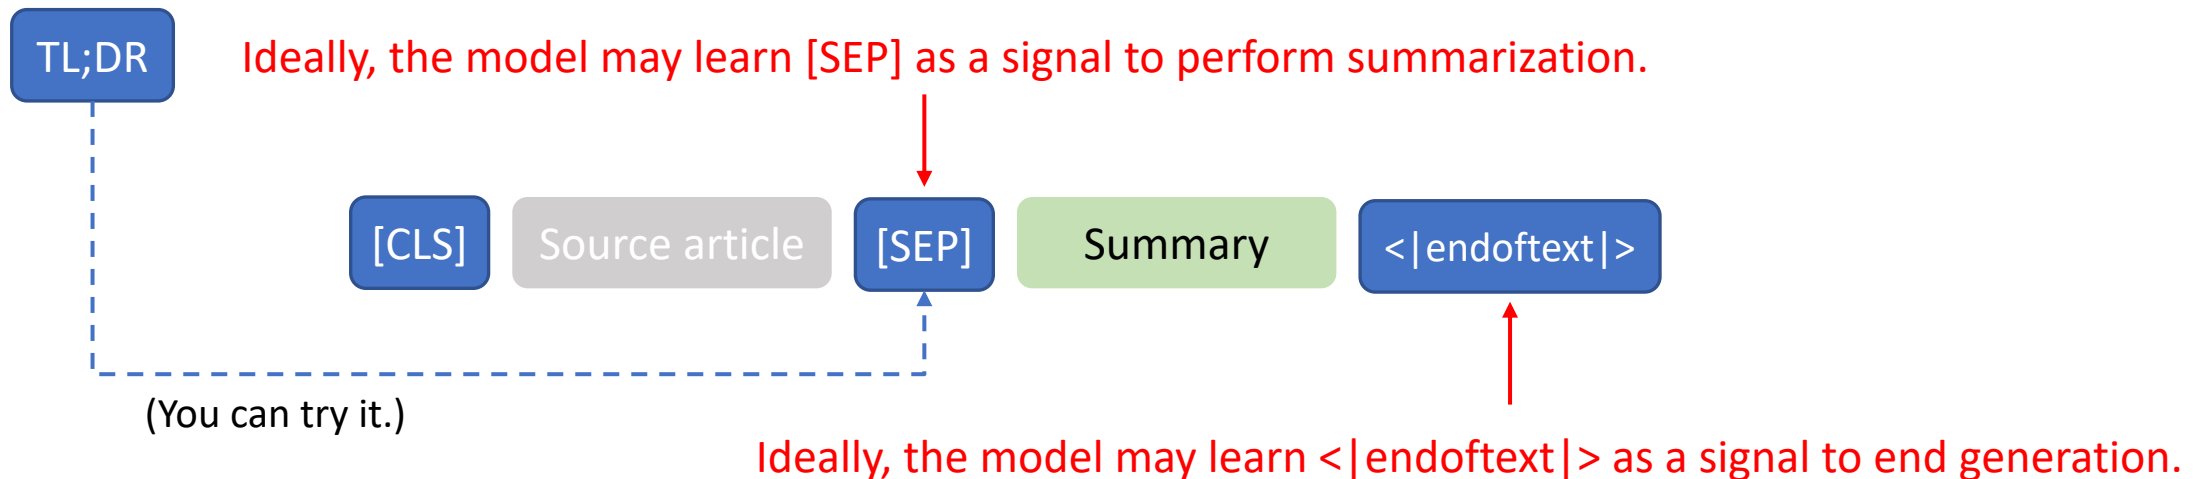 TL;DR
Ideally, the model may learn [SEP] as a signal to perform summarization.
[CLS]
Source article
[SEP]
Summary
<|endoftext|>
(You can try it.)
Ideally, the model may learn <|endoftext|> as a signal to end generation.